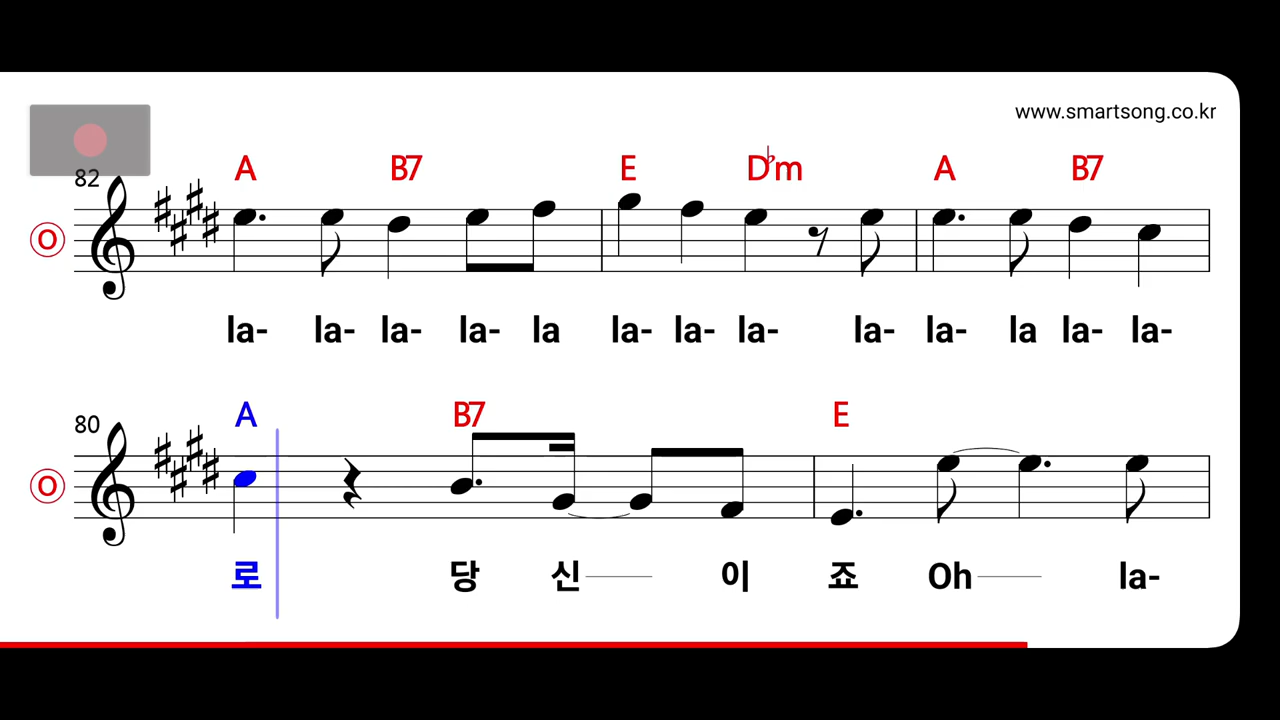 www.smartsong.co.kr
82
A B7 E D♭m A B7
O
la- la- la- la- la la- la- la- la- la- la la- la-
80
A B7 E
O
로 당 신 이 죠 Oh la-